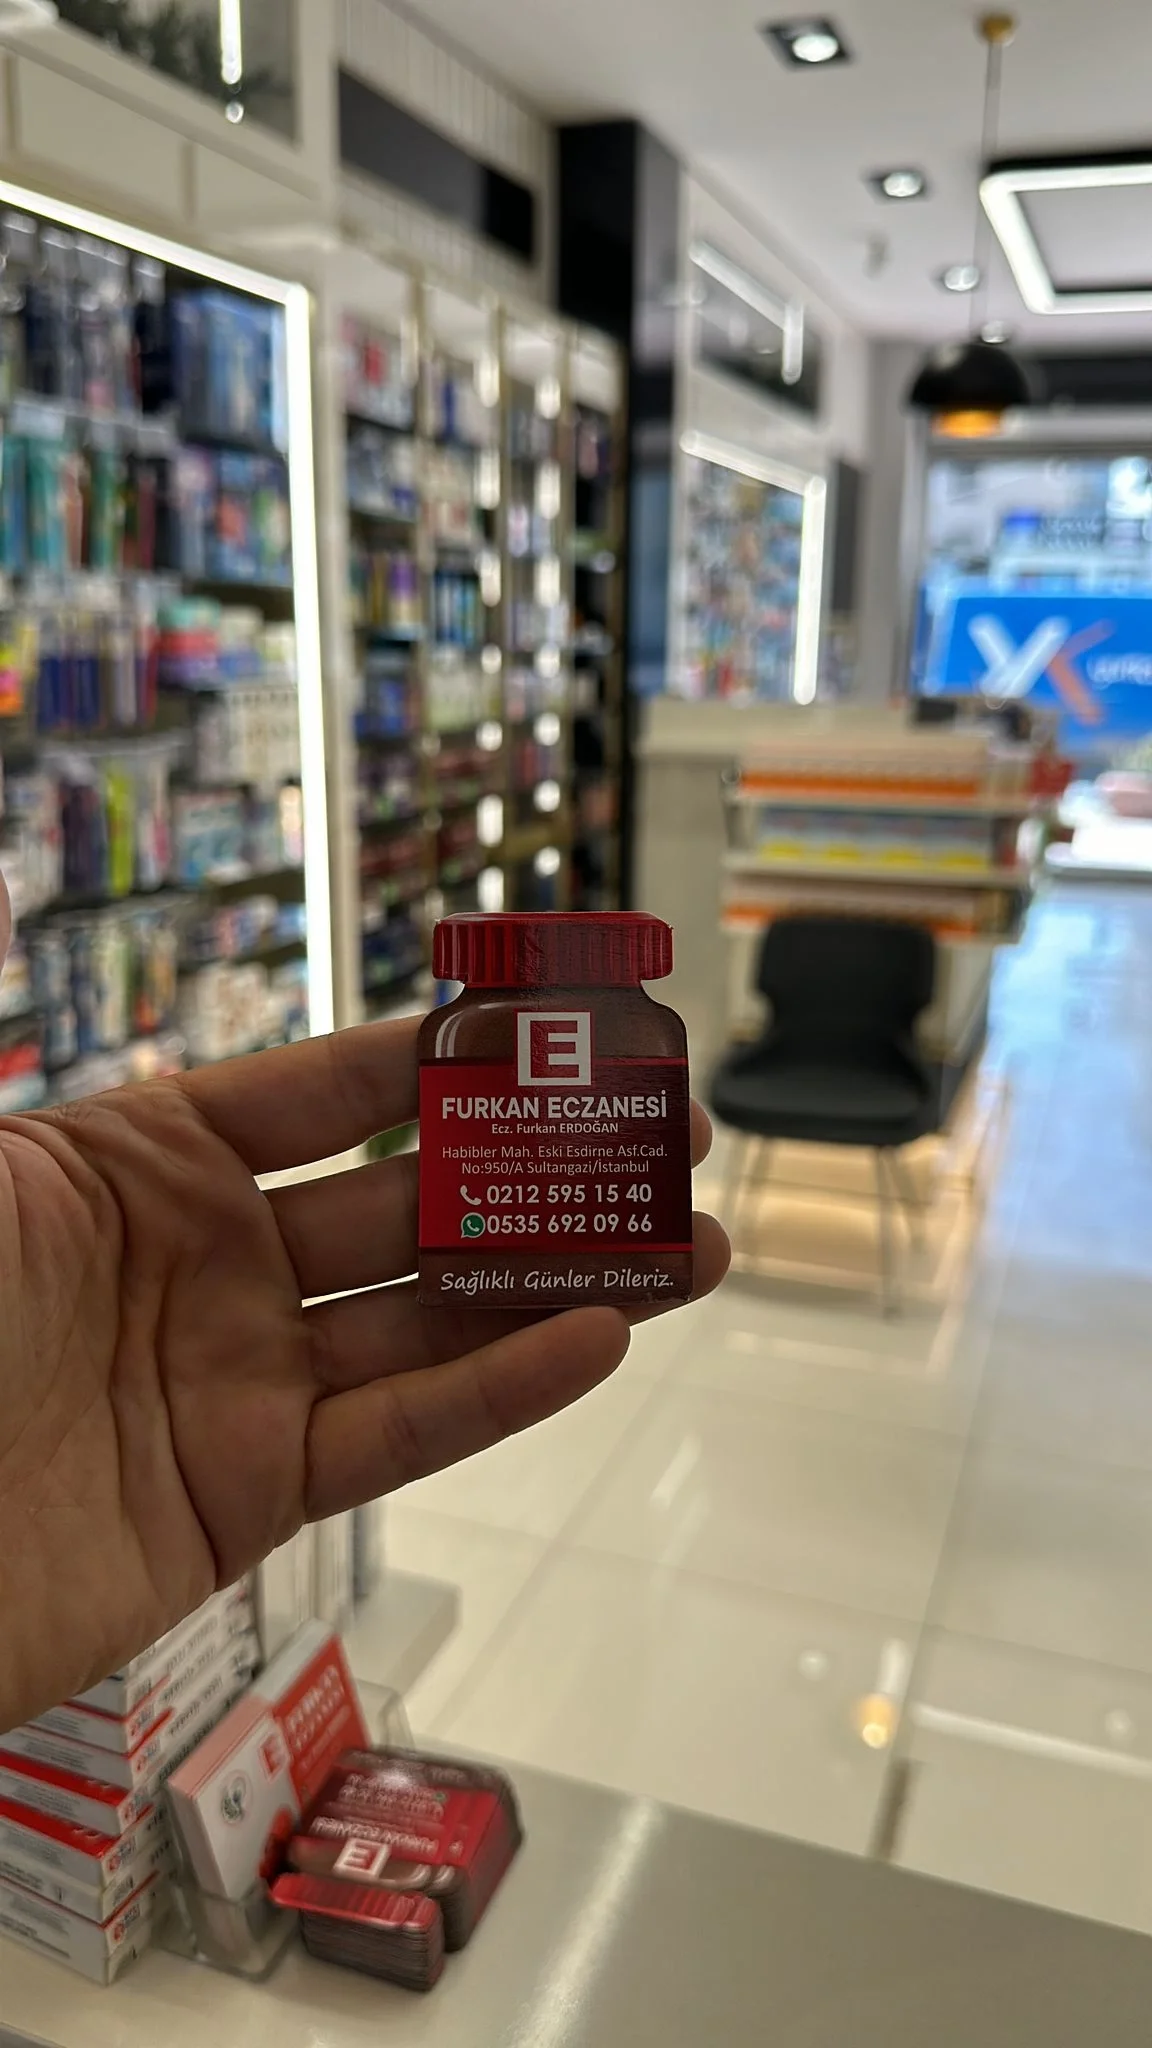 E
FURKAN ECZANESİ
Ecz. Furkan ERDOĞAN
Habibler Mah. Eski Esdirne Asf.Cad.
No:950/A Sultangazi/İstanbul
0212 595 15 40
0535 692 09 66
Sağlıklı Günler Dileriz.
E